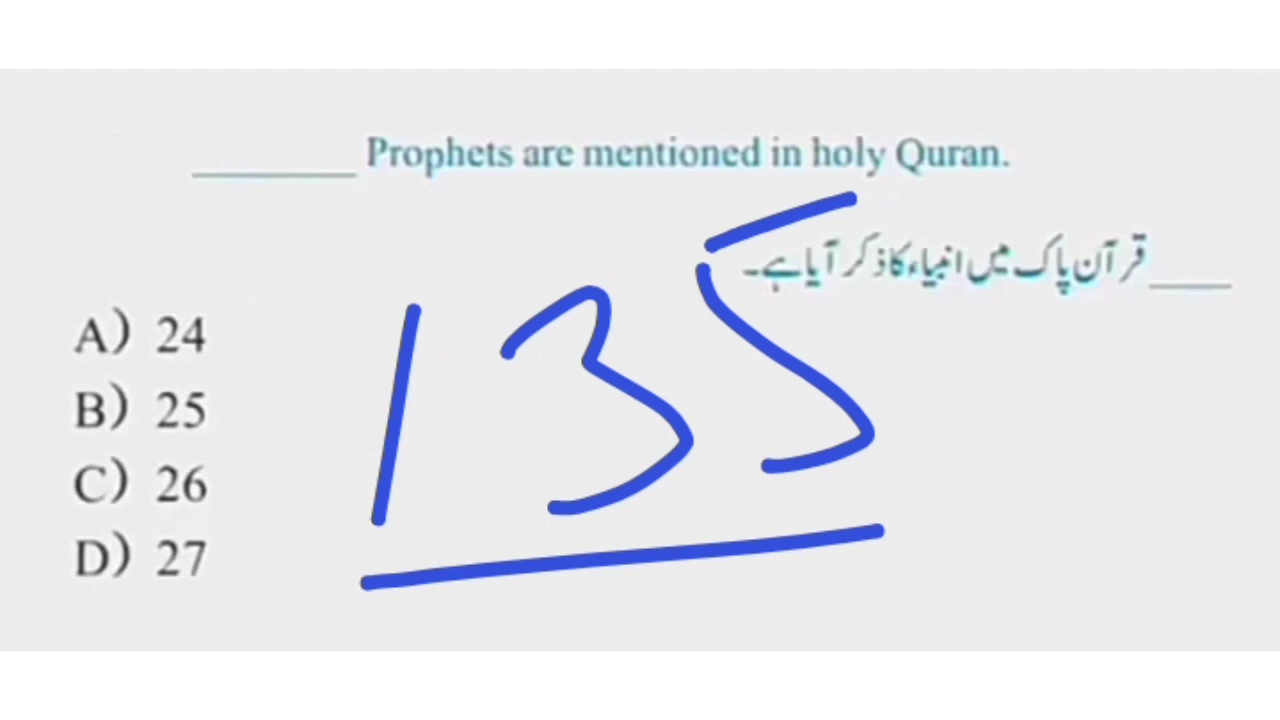 ________ Prophets are mentioned in holy Quran.
____ قرآن پاک میں انبیاء کا ذکر آیا ہے۔
A) 24
B) 25
C) 26
D) 27
135